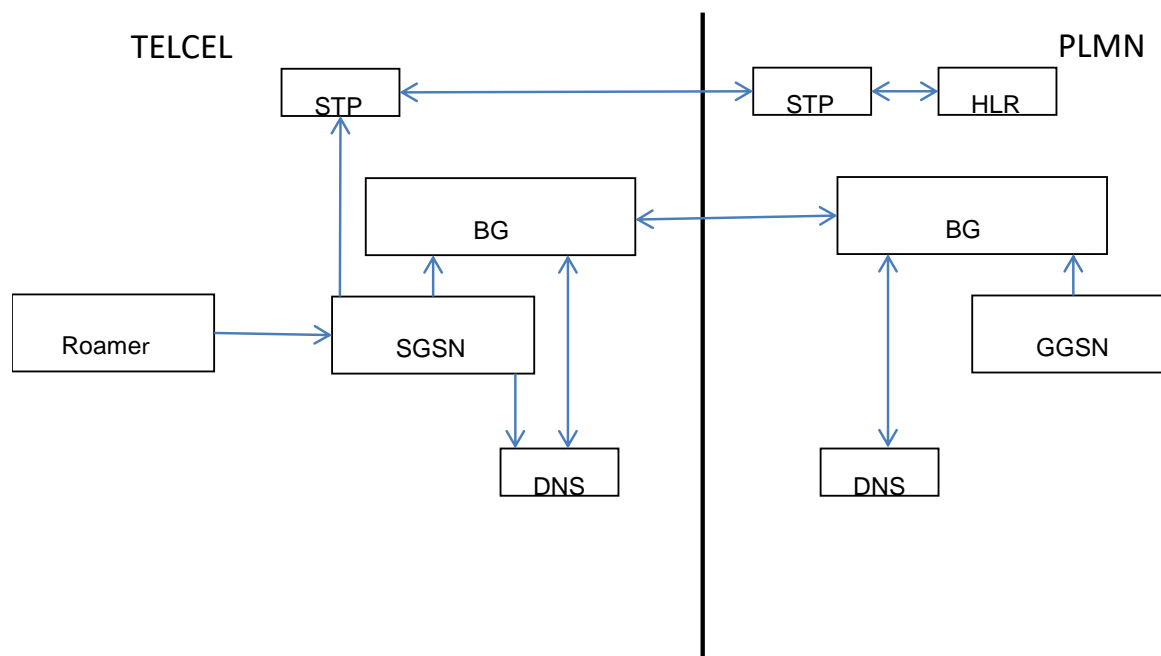 TELCEL
PLMN
STP
STP
HLR
BG
BG
Roamer
SGSN
GGSN
DNS
DNS